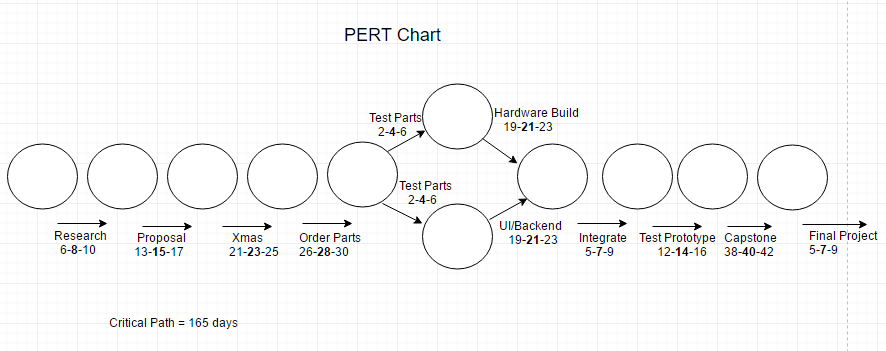 PERT Chart
Test Parts
2-4-6
Hardware Build
19-21-23
Test Parts
2-4-6
UI/Backend
19-21-23
Research
6-8-10
Proposal
13-15-17
Xmas
21-23-25
Order Parts
26-28-30
Integrate
5-7-9
Test Prototype
12-14-16
Capstone
38-40-42
Final Project
5-7-9
Critical Path = 165 days